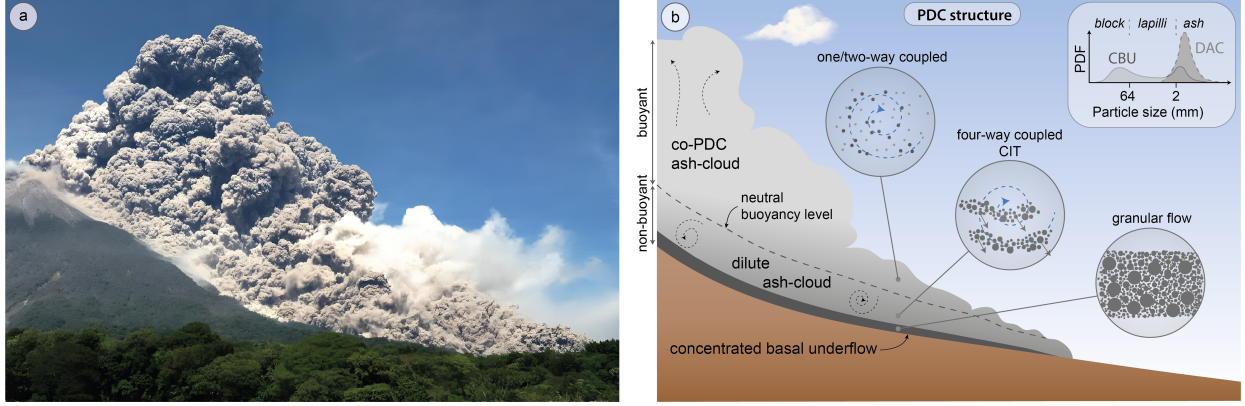 a
b
PDC structure
block
lapilli
ash
PDF
CBU
DAC
64
2
Particle size (mm)
one/two-way coupled
four-way coupled
CIT
granular flow
buoyant
non-buoyant
co-PDC
ash-cloud
neutral
buoyancy level
dilute
ash-cloud
concentrated basal underflow